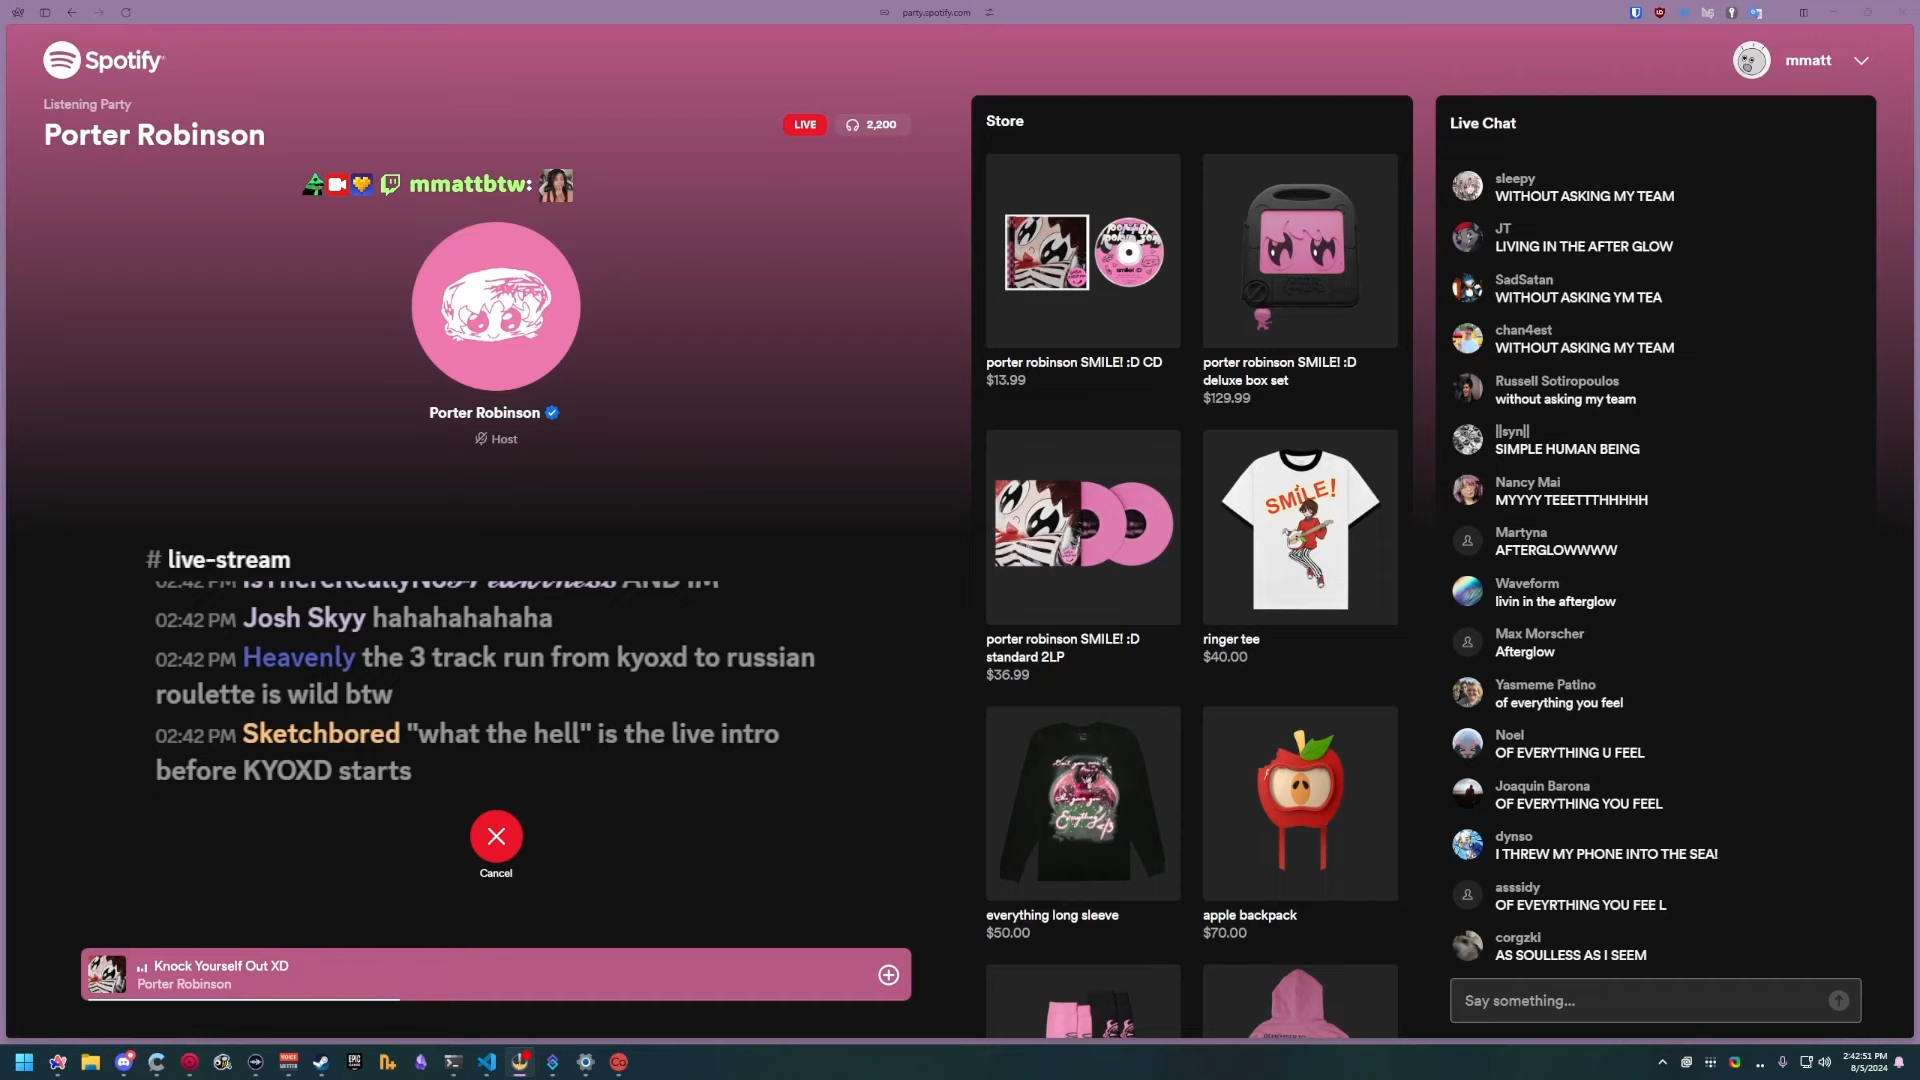 party.spotify.com
Spotify
mmatt
Listening Party
Porter Robinson
LIVE
2,200
mmattbtw:
Porter Robinson
Host
# live-stream
02:42 PM IsThereReallyNo AND IM
02:42 PM Josh Skyy hahahahahaha
02:42 PM Heavenly the 3 track run from kyoxd to russian
roulette is wild btw
02:42 PM Sketchbored "what the hell" is the live intro
before KYOXD starts
Cancel
Knock Yourself Out XD
Porter Robinson
Store
porter robinson SMILE! :D CD
$13.99
porter robinson SMILE! :D
deluxe box set
$129.99
porter robinson SMILE! :D
standard 2LP
$36.99
SMiLE!
ringer tee
$40.00
everything long sleeve
$50.00
apple backpack
$70.00
Live Chat
sleepy
WITHOUT ASKING MY TEAM
JT
LIVING IN THE AFTER GLOW
SadSatan
WITHOUT ASKING YM TEA
chan4est
WITHOUT ASKING MY TEAM
Russell Sotiropoulos
without asking my team
||syn||
SIMPLE HUMAN BEING
Nancy Mai
MYYYY TEEETTTHHHHH
Martyna
AFTERGLOWWWW
Waveform
livin in the afterglow
Max Morscher
Afterglow
Yasmeme Patino
of everything you feel
Noel
OF EVERYTHING U FEEL
Joaquin Barona
OF EVERYTHING YOU FEEL
dynso
I THREW MY PHONE INTO THE SEA!
asssidy
OF EVEYRTHING YOU FEE L
corgzki
AS SOULLESS AS I SEEM
Say something...
2:42:51 PM
8/5/2024